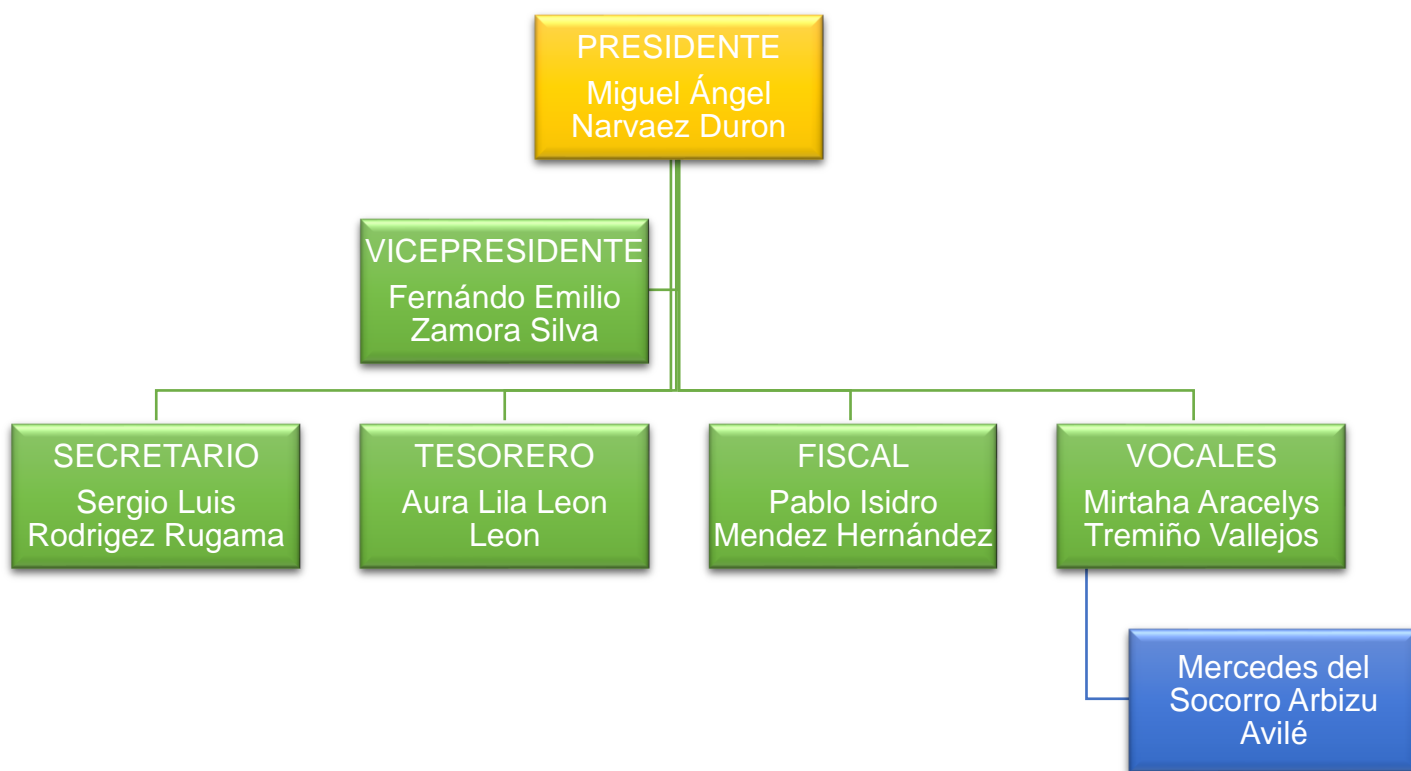 PRESIDENTE
Miguel Ángel
Narvaez Duron
VICEPRESIDENTE
Fernándo Emilio
Zamora Silva
SECRETARIO
Sergio Luis
Rodrigez Rugama
TESORERO
Aura Lila Leon
Leon
FISCAL
Pablo Isidro
Mendez Hernández
VOCALES
Mirtaha Aracelys
Tremiño Vallejos
Mercedes del
Socorro Arbizu
Avilé